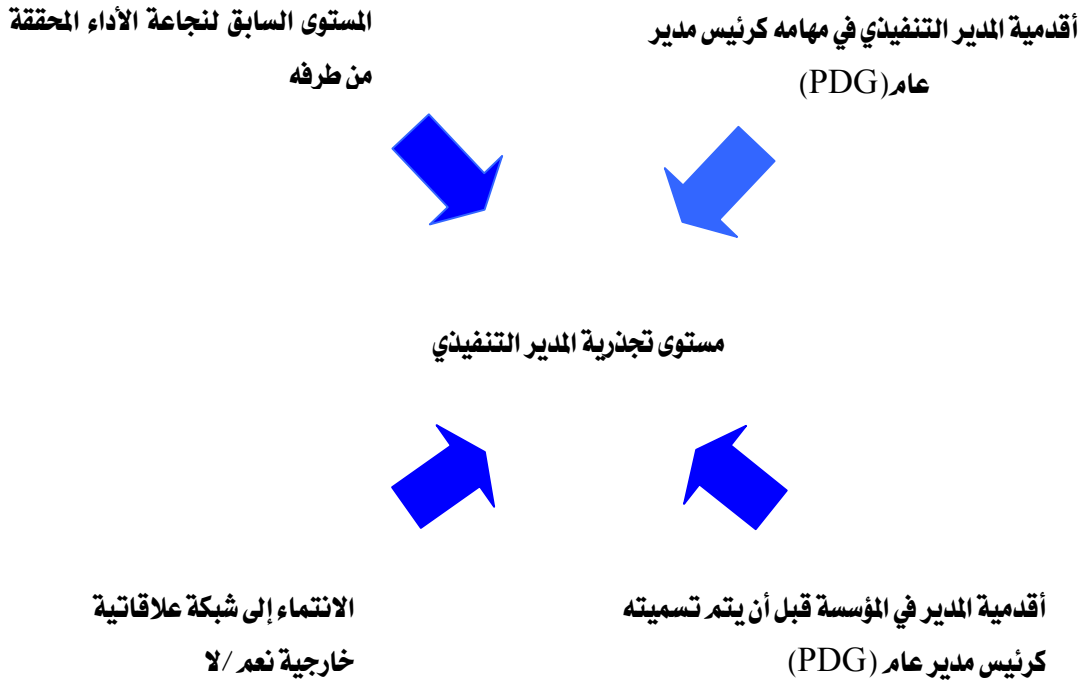 أقدمية المدير التنفيذي في مهامه كرئيس مدير
عام (PDG)
المستوى السابق لنجاعة الأداء المحققة
من طرفه
مستوى تجذرية المدير التنفيذي
أقدمية المدير في المؤسسة قبل أن يتم تسميته
كرئيس مدير عام (PDG)
الانتماء إلى شبكة علاقاتية
خارجية نعم /لا